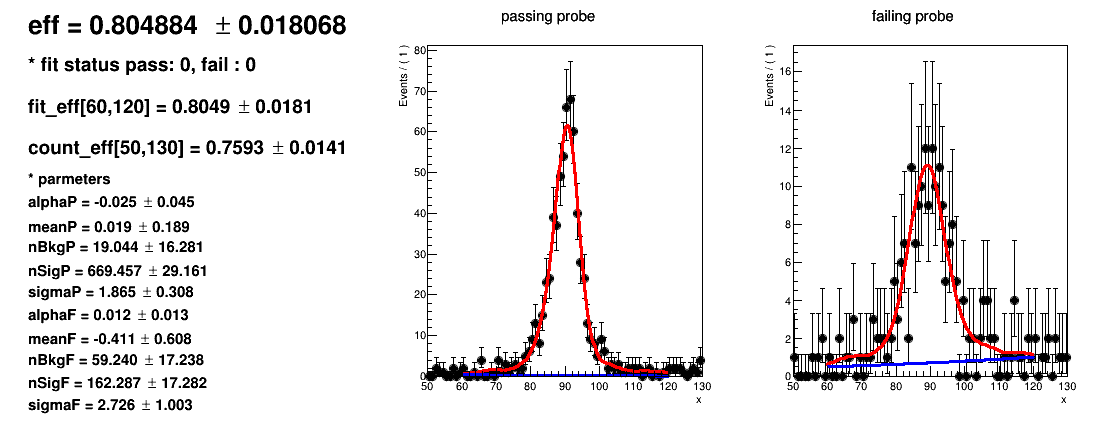 eff = 0.804884 ± 0.018068
* fit status pass: 0, fail : 0
fit_eff[60,120] = 0.8049 ± 0.0181
count_eff[50,130] = 0.7593 ± 0.0141
* parmeters
alphaP = -0.025 ± 0.045
meanP = 0.019 ± 0.189
nBkgP = 19.044 ± 16.281
nSigP = 669.457 ± 29.161
sigmaP = 1.865 ± 0.308
alphaF = 0.012 ± 0.013
meanF = -0.411 ± 0.608
nBkgF = 59.240 ± 17.238
nSigF = 162.287 ± 17.282
sigmaF = 2.726 ± 1.003
passing probe
Events / ( 1 )
80
70
60
50
40
30
20
10
0
50 60 70 80 90 100 110 120 130
x
failing probe
Events / ( 1 )
16
14
12
10
8
6
4
2
0
50 60 70 80 90 100 110 120 130
x